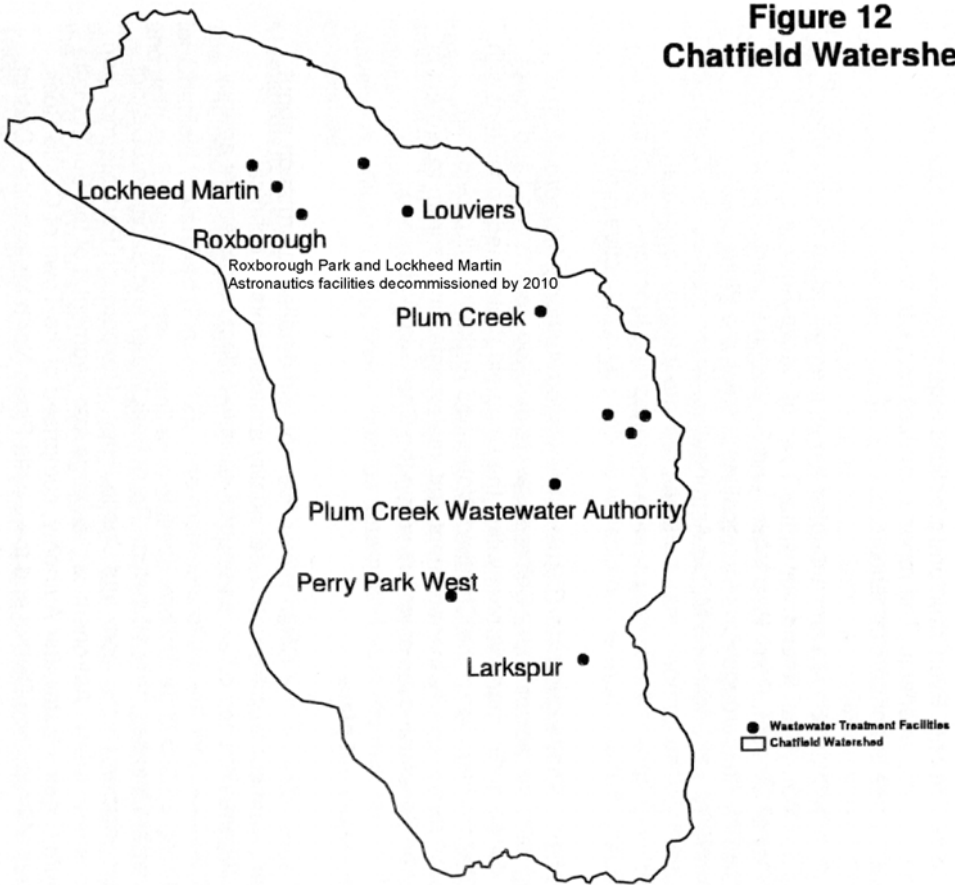 Figure 12
Chatfield Watershe
Lockheed Martin
Louviers
Roxborough
Roxborough Park and Lockheed Martin
Astronautics facilities decommissioned by 2010
Plum Creek
Plum Creek Wastewater Authority
Perry Park West
Larkspur
Wastewater Treatment Facilities
Chatfield Watershed